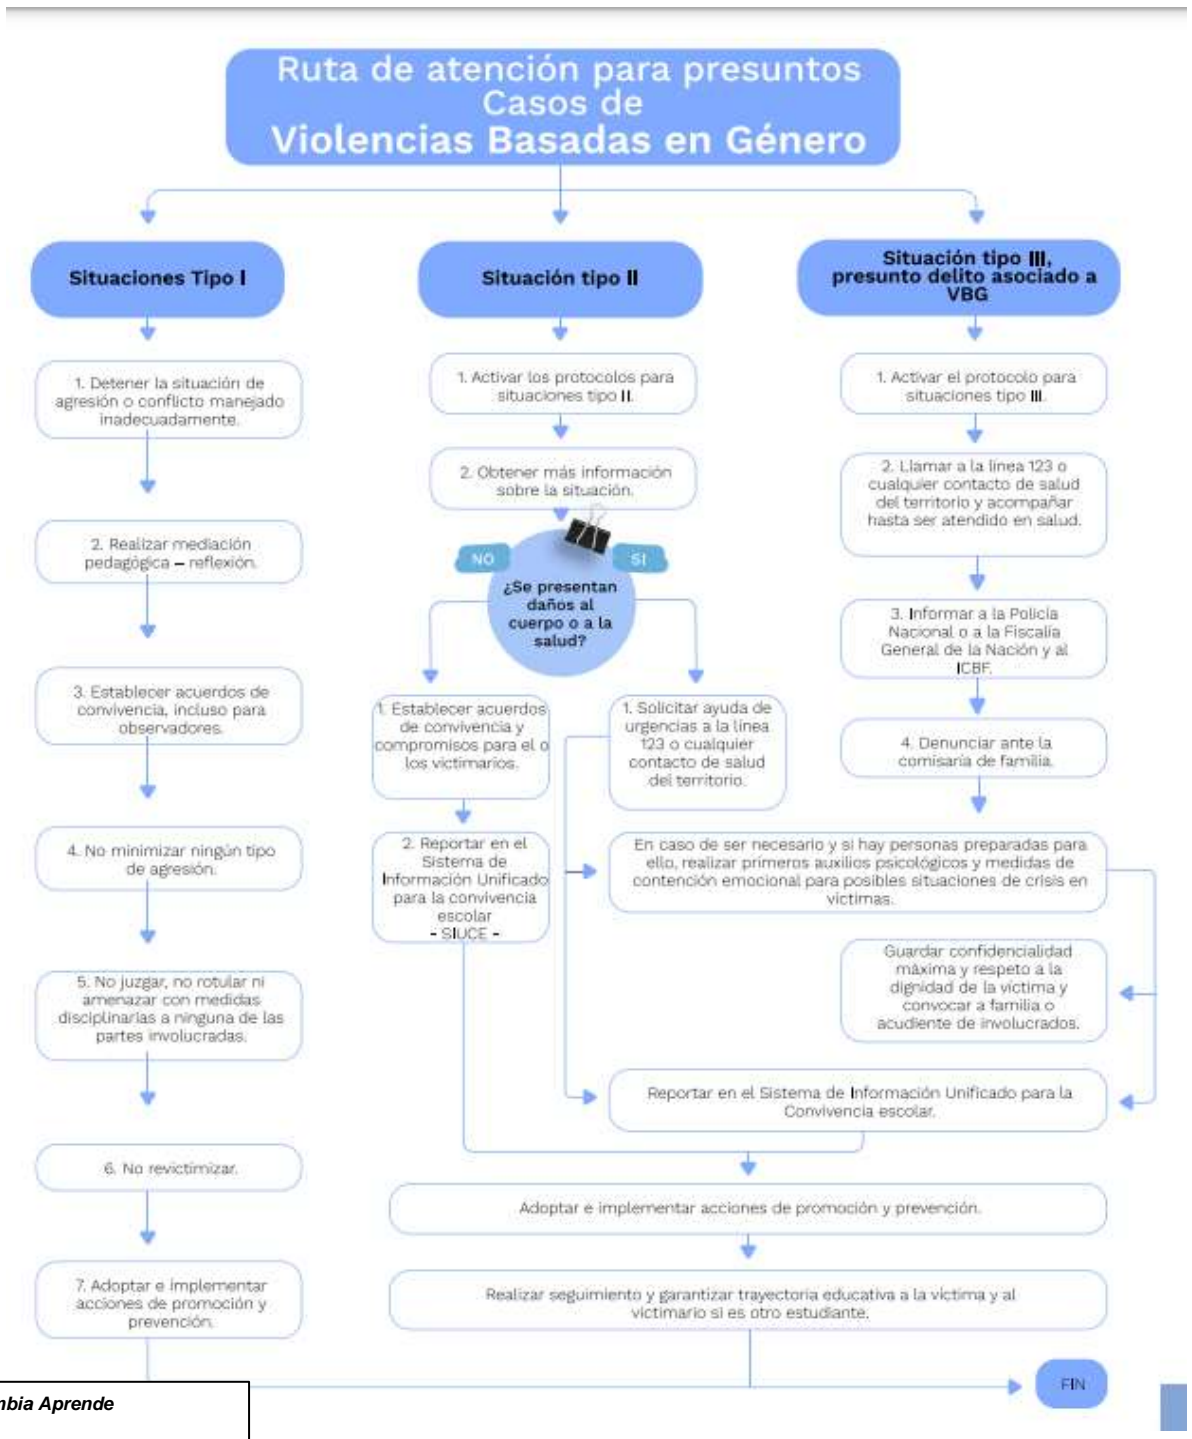 Ruta de atención para presuntos
Casos de
Violencias Basadas en Género
Situaciones Tipo I
1. Detener la situación de
agresión o conflicto manejado
inadecuadamente.
2. Realizar mediación
pedagógica – reflexión.
3. Establecer acuerdos de
convivencia, incluso para
observadores.
4. No minimizar ningún tipo
de agresión.
5. No juzgar, no rotular ni
amenazar con medidas
disciplinarias a ninguna de las
partes involucradas.
6. No revictimizar.
7. Adoptar e implementar
acciones de promoción y
prevención.
Situación tipo II
1. Activar los protocolos para
situaciones tipo II.
2. Obtener más información
sobre la situación.
NO
SI
¿Se presentan
daños al
cuerpo o a la
salud?
1. Establecer acuerdos
de convivencia y
compromisos para el o
los victimarios.
2. Reportar en el
Sistema de
Información Unificado
para la convivencia
escolar
- SIUCE -
1. Solicitar ayuda de
urgencias a la línea
123 o cualquier
contacto de salud
del territorio.
Situación tipo III,
presunto delito asociado a
VBG
1. Activar el protocolo para
situaciones tipo III.
2. Llamar a la línea 123 o
cualquier contacto de salud
del territorio y acompañar
hasta ser atendido en salud.
3. Informar a la Policía
Nacional o a la Fiscalía
General de la Nación y al
ICBF.
4. Denunciar ante la
comisaría de familia.
En caso de ser necesario y si hay personas preparadas para
ello, realizar primeros auxilios psicológicos y medidas de
contención emocional para posibles situaciones de crisis en
víctimas.
Guardar confidencialidad
máxima y respeto a la
dignidad de la víctima y
convocar a familia o
acudiente de involucrados.
Reportar en el Sistema de Información Unificado para la
Convivencia escolar.
Adoptar e implementar acciones de promoción y prevención.
Realizar seguimiento y garantizar trayectoria educativa a la víctima y al
victimario si es otro estudiante.
FIN
mbia Aprende